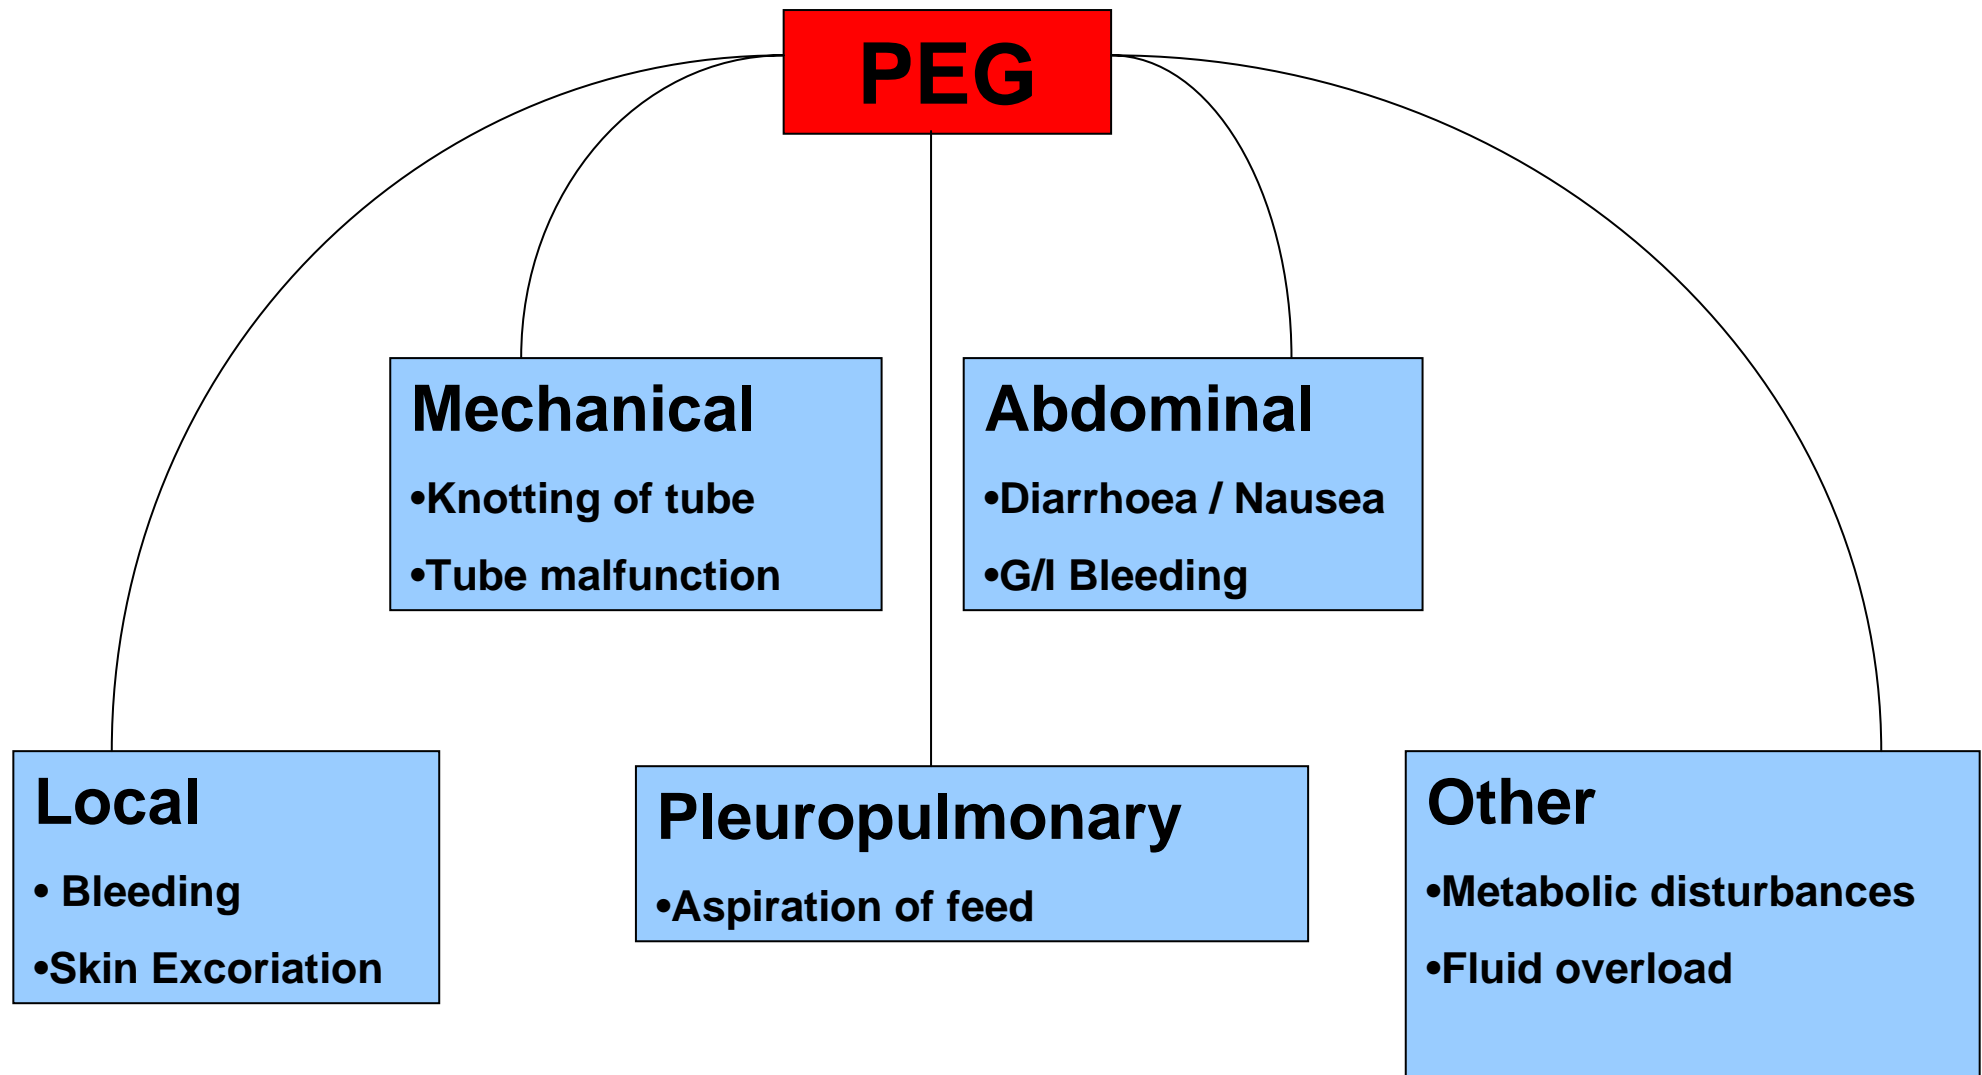 PEG
Mechanical
•Knotting of tube
•Tube malfunction
Abdominal
•Diarrhoea / Nausea
•G/I Bleeding
Local
• Bleeding
•Skin Excoriation
Pleuropulmonary
•Aspiration of feed
Other
•Metabolic disturbances
•Fluid overload